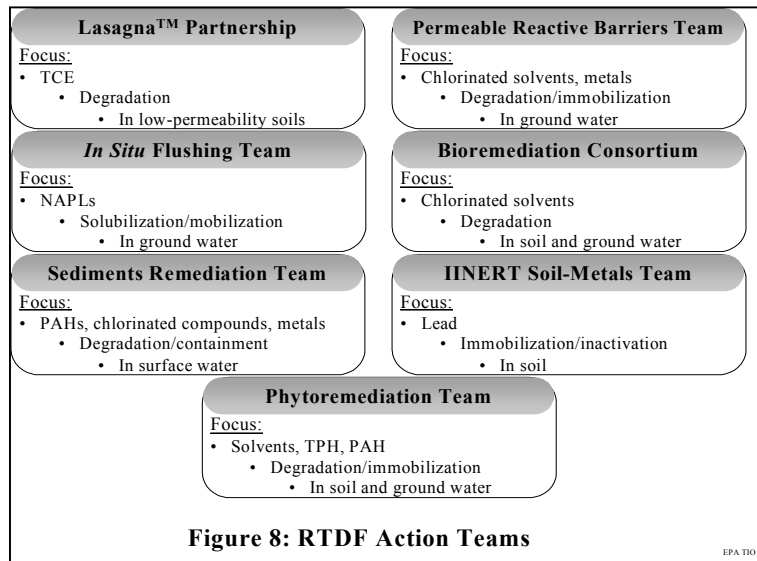 Lasagna™ Partnership
Focus:
• TCE
• Degradation
• In low-permeability soils
Permeable Reactive Barriers Team
Focus:
• Chlorinated solvents, metals
• Degradation/immobilization
• In ground water
In Situ Flushing Team
Focus:
• NAPLs
• Solubilization/mobilization
• In ground water
Bioremediation Consortium
Focus:
• Chlorinated solvents
• Degradation
• In soil and ground water
Sediments Remediation Team
Focus:
• PAHs, chlorinated compounds, metals
• Degradation/containment
• In surface water
IINERT Soil-Metals Team
Focus:
• Lead
• Immobilization/inactivation
• In soil
Phytoremediation Team
Focus:
• Solvents, TPH, PAH
• Degradation/immobilization
• In soil and ground water
Figure 8: RTDF Action Teams
EPA TIO